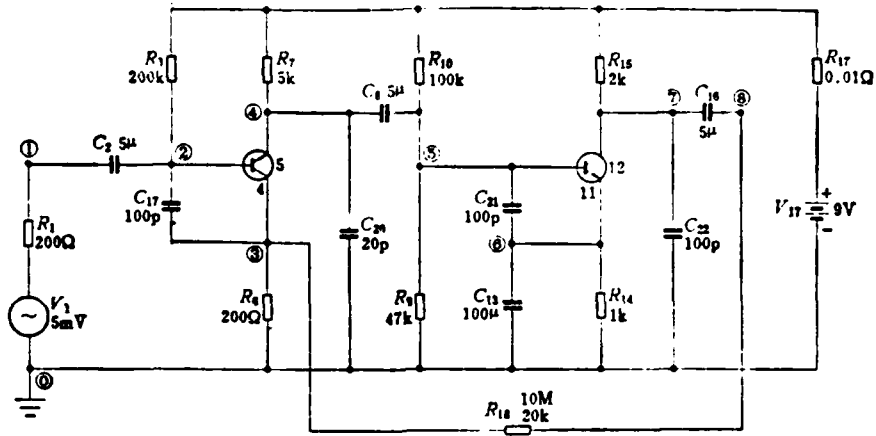 R₃
200k
R₇
5k
R₁₀
100k
R₁₅
2k
R₁₇
0.01Ω
C₁₆
5μ
⑦
⑧
C₈ 5μ
④
①
C₂ 5μ
②
5
4
⑤
12
11
C₁₇
100p
C₂₁
100p
V₁₇
9V
+
−
R₁
200Ω
③
C₂₀
20p
⑥
C₂₂
100p
V₁
5mV
~
R₆
200Ω
R₉
47k
C₁₃
100μ
R₁₄
1k
⓪
10M
R₁₈
20k